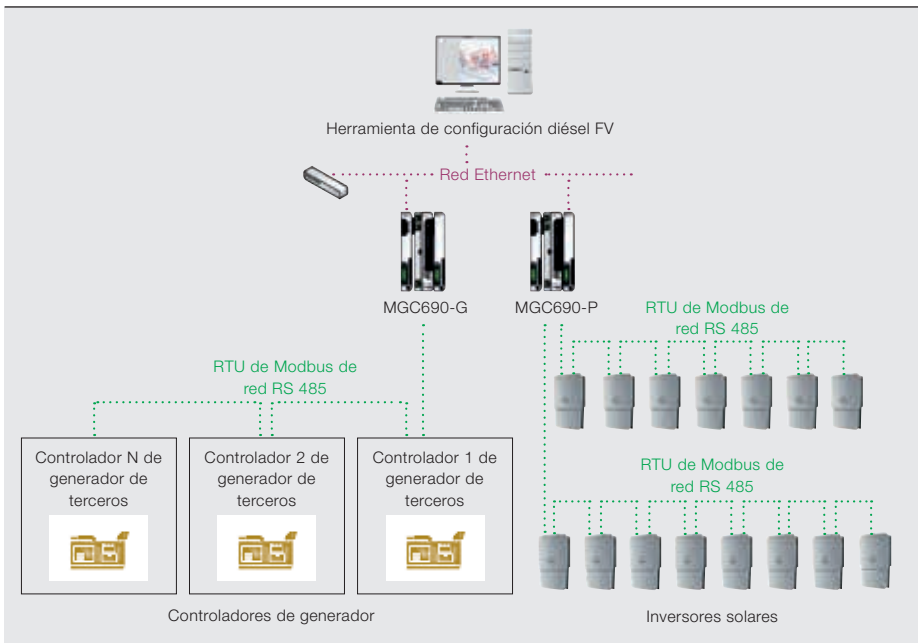 Herramienta de configuración diésel FV
Red Ethernet
MGC690-G
MGC690-P
RTU de Modbus de
red RS 485
RTU de Modbus de
red RS 485
Controlador N de
generador de
terceros
Controlador 2 de
generador de
terceros
Controlador 1 de
generador de
terceros
RTU de Modbus de
red RS 485
Controladores de generador
Inversores solares